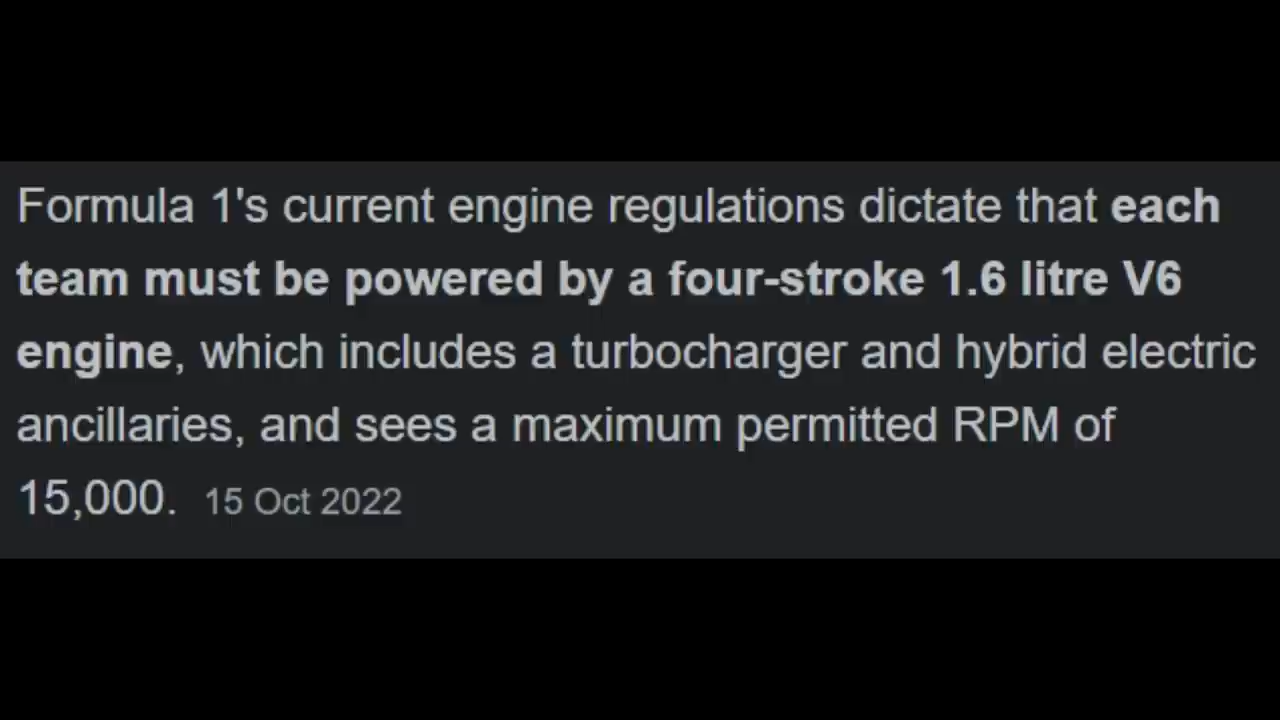 Formula 1's current engine regulations dictate that each
team must be powered by a four-stroke 1.6 litre V6
engine, which includes a turbocharger and hybrid electric
ancillaries, and sees a maximum permitted RPM of
15,000. 15 Oct 2022